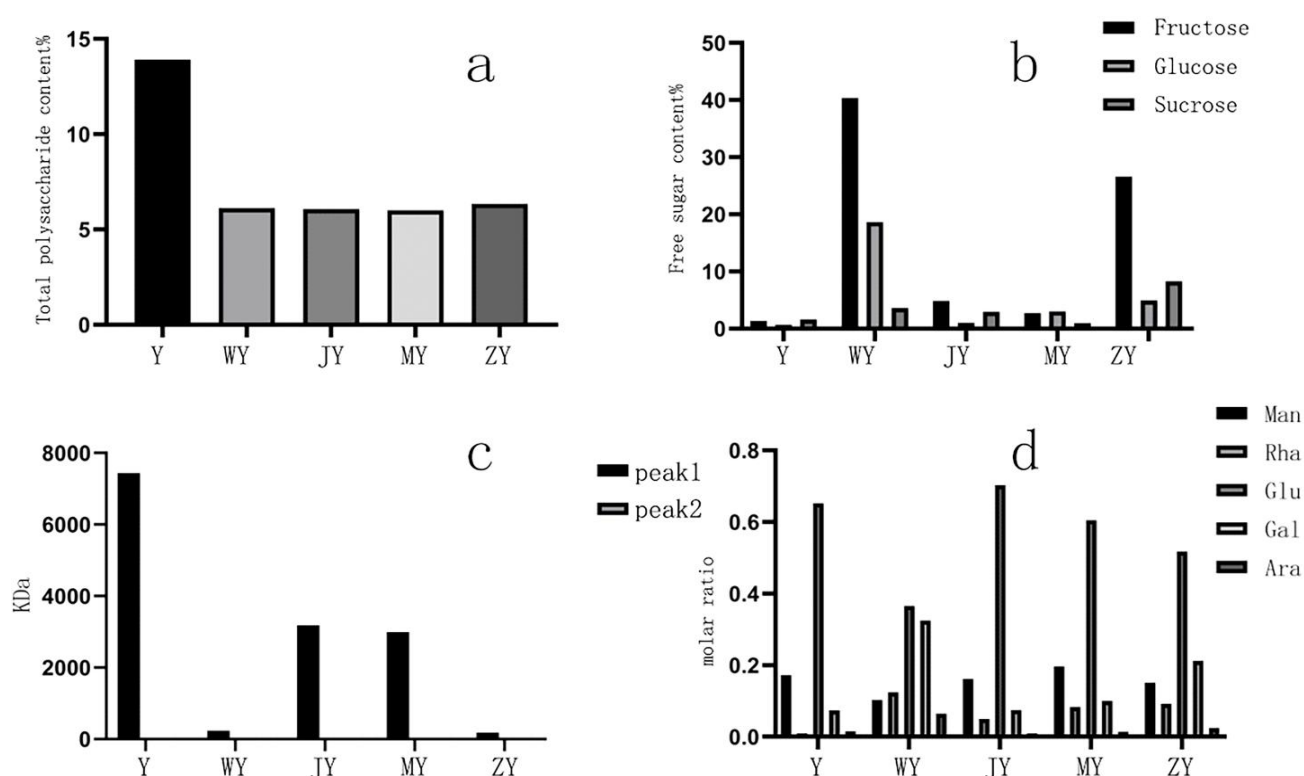 a
Total polysaccharide content%
15
10
5
0
Y WY JY MY ZY
b
Fructose
Glucose
Sucrose
Free sugar content%
50
40
30
20
10
0
Y WY JY MY ZY
c
peak1
peak2
KDa
8000
6000
4000
2000
0
Y WY JY MY ZY
d
Man
Rha
Glu
Gal
Ara
molar ratio
0.8
0.6
0.4
0.2
0.0
Y WY JY MY ZY